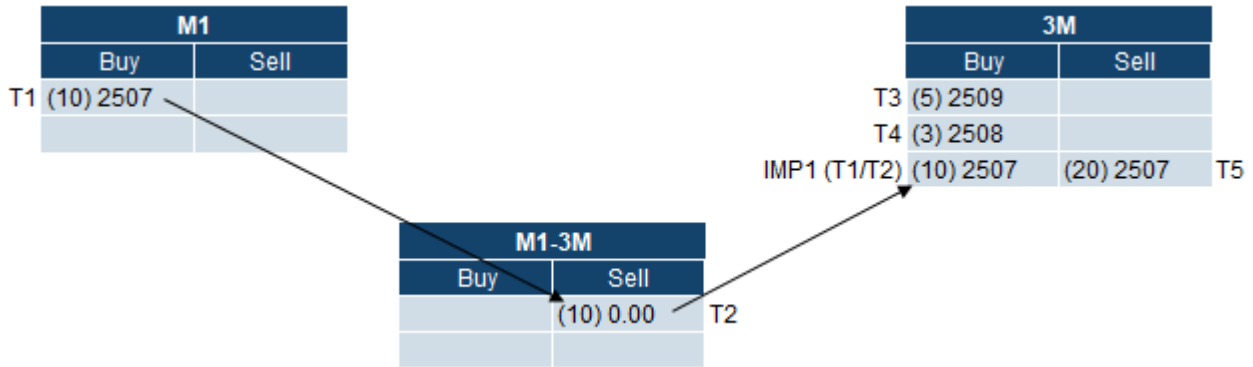 M1
Buy Sell
T1 (10) 2507
3M
Buy Sell
T3 (5) 2509
T4 (3) 2508
IMP1 (T1/T2) (10) 2507 (20) 2507 T5
M1-3M
Buy Sell
(10) 0.00 T2